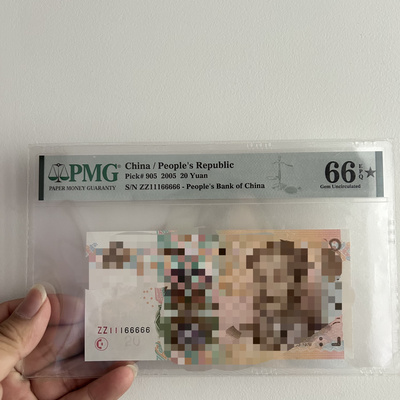 PMG
PAPER MONEY GUARANTY
China / People's Republic
Pick# 905 2005 20 Yuan
S/N ZZ11166666 - People's Bank of China
66 EPQ ★
Gem Uncirculated
ZZ11166666
20